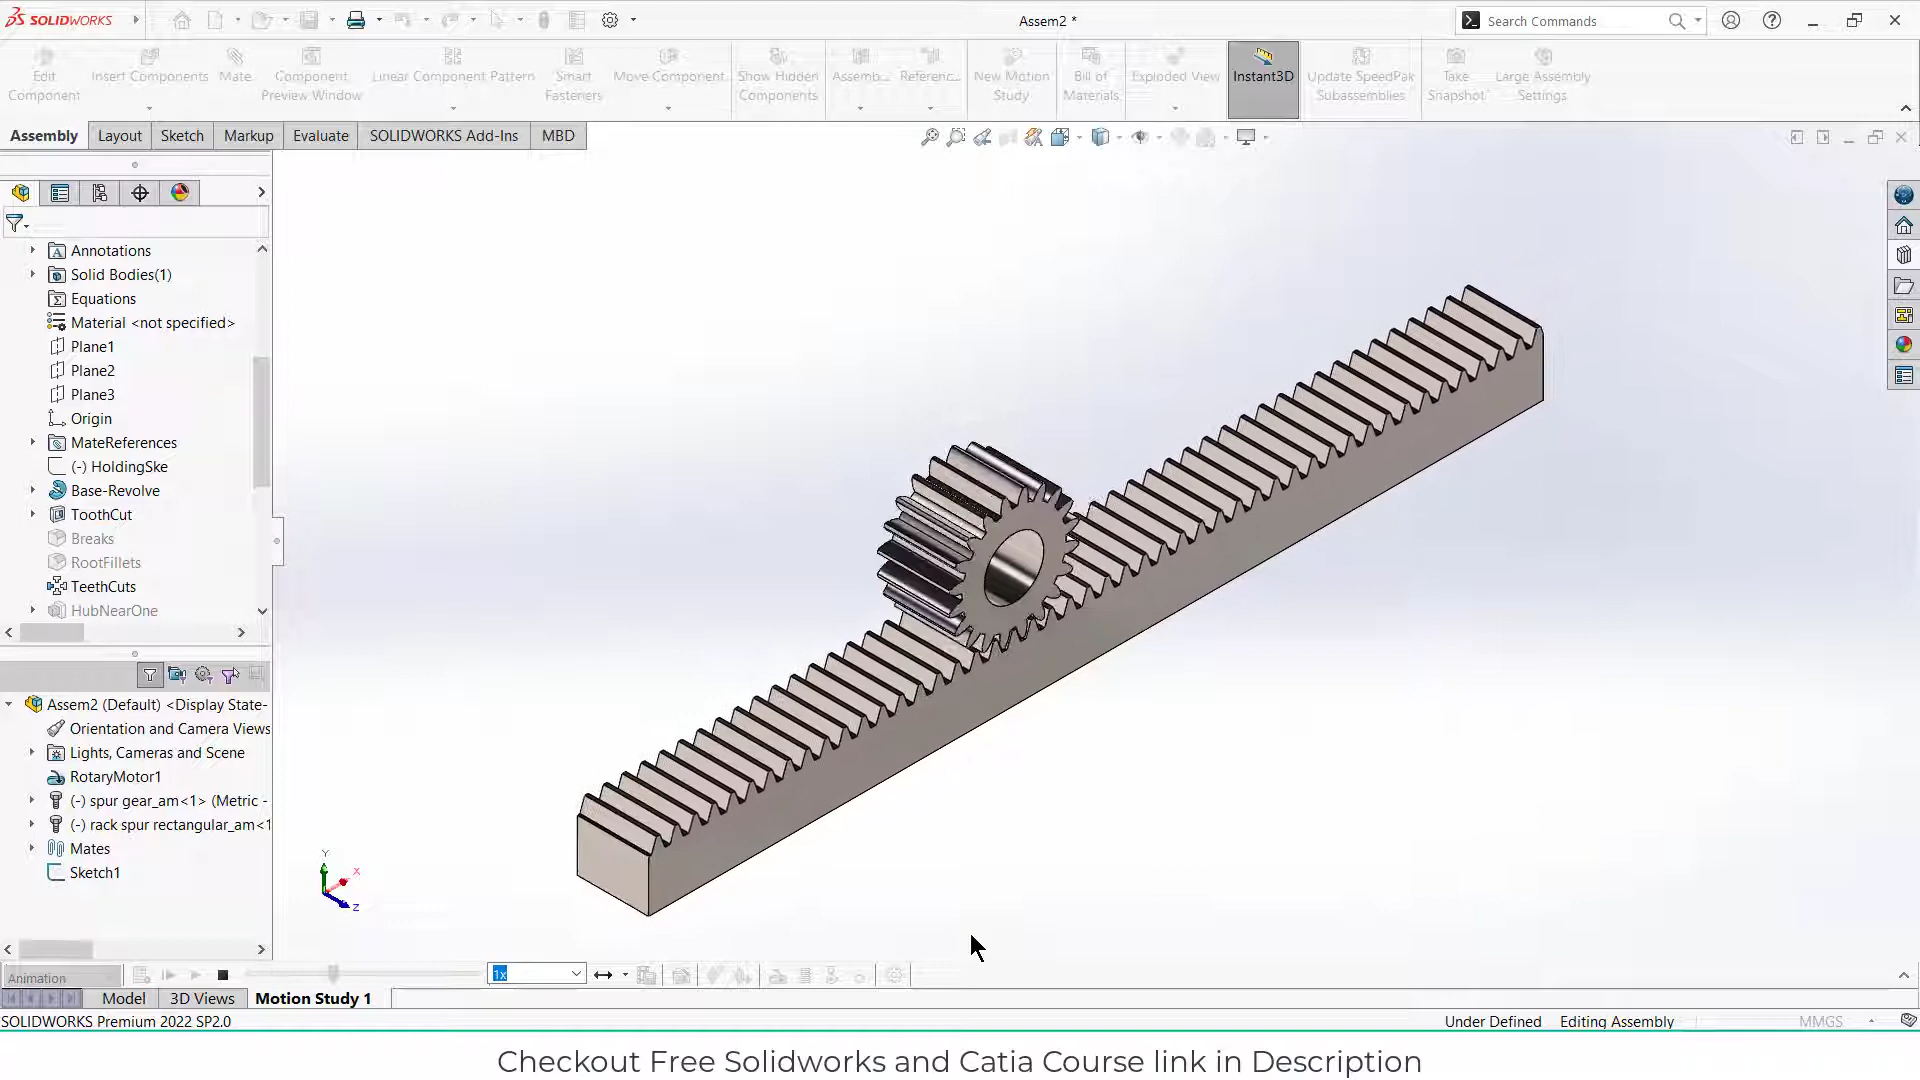 SOLIDWORKS
Assem2 *
Search Commands
Edit Component
Insert Components
Mate
Component Preview Window
Linear Component Pattern
Smart Fasteners
Move Component
Show Hidden Components
Assemb...
Referenc...
New Motion Study
Bill of Materials
Exploded View
Instant3D
Update SpeedPak Subassemblies
Take Snapshot
Large Assembly Settings
Assembly
Layout
Sketch
Markup
Evaluate
SOLIDWORKS Add-Ins
MBD
Annotations
Solid Bodies(1)
Equations
Material <not specified>
Plane1
Plane2
Plane3
Origin
MateReferences
(-) HoldingSke
Base-Revolve
ToothCut
Breaks
RootFillets
TeethCuts
HubNearOne
Assem2 (Default) <Display State-
Orientation and Camera Views
Lights, Cameras and Scene
RotaryMotor1
(-) spur gear_am<1> (Metric -
(-) rack spur rectangular_am<1
Mates
Sketch1
Y
X
Z
Animation
1x
Model
3D Views
Motion Study 1
SOLIDWORKS Premium 2022 SP2.0
Under Defined
Editing Assembly
MMGS
Checkout Free Solidworks and Catia Course link in Description